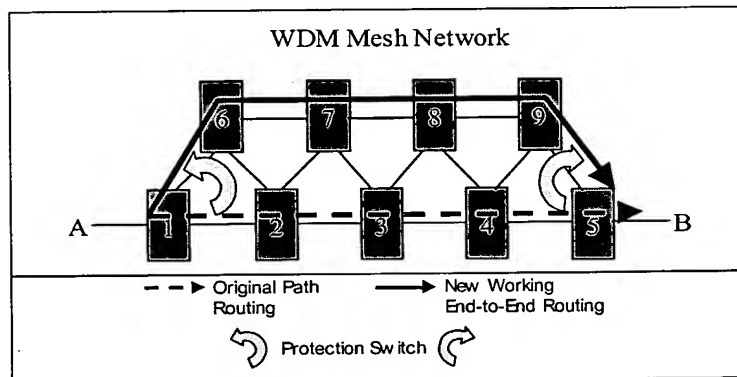 WDM Mesh Network
6 7 8 9
A 1 2 3 4 5 B
Original Path Routing
New Working End-to-End Routing
Protection Switch